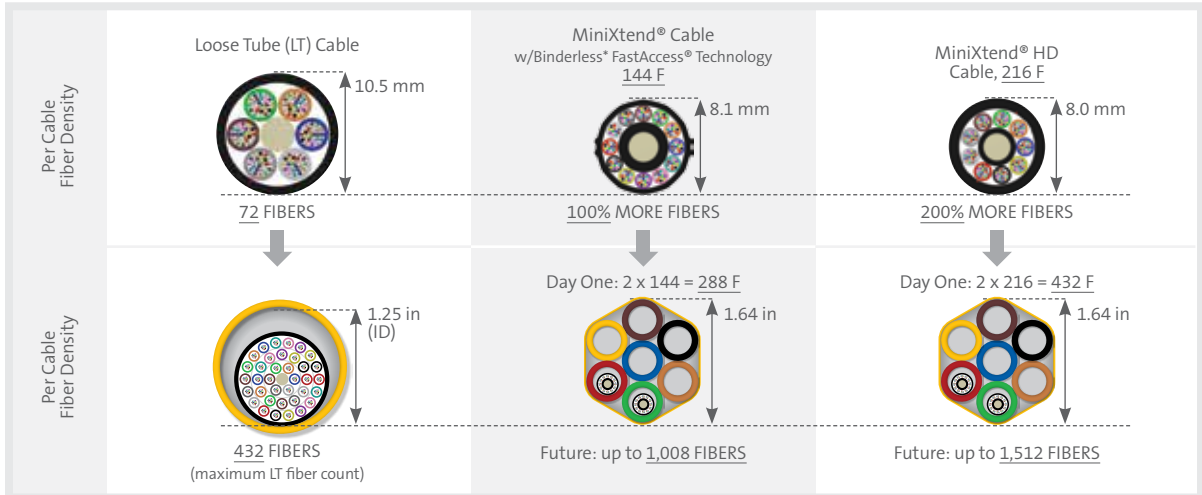 Per Cable
Fiber Density
Loose Tube (LT) Cable
10.5 mm
72 FIBERS
MiniXtend® Cable
w/Binderless* FastAccess® Technology
144 F
8.1 mm
100% MORE FIBERS
MiniXtend® HD
Cable, 216 F
8.0 mm
200% MORE FIBERS
Per Cable
Fiber Density
1.25 in
(ID)
432 FIBERS
(maximum LT fiber count)
Day One: 2 x 144 = 288 F
1.64 in
Future: up to 1,008 FIBERS
Day One: 2 x 216 = 432 F
1.64 in
Future: up to 1,512 FIBERS